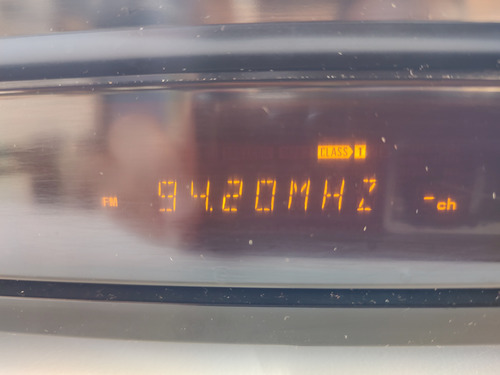 CLASS 1
FM 94.20MHZ -ch